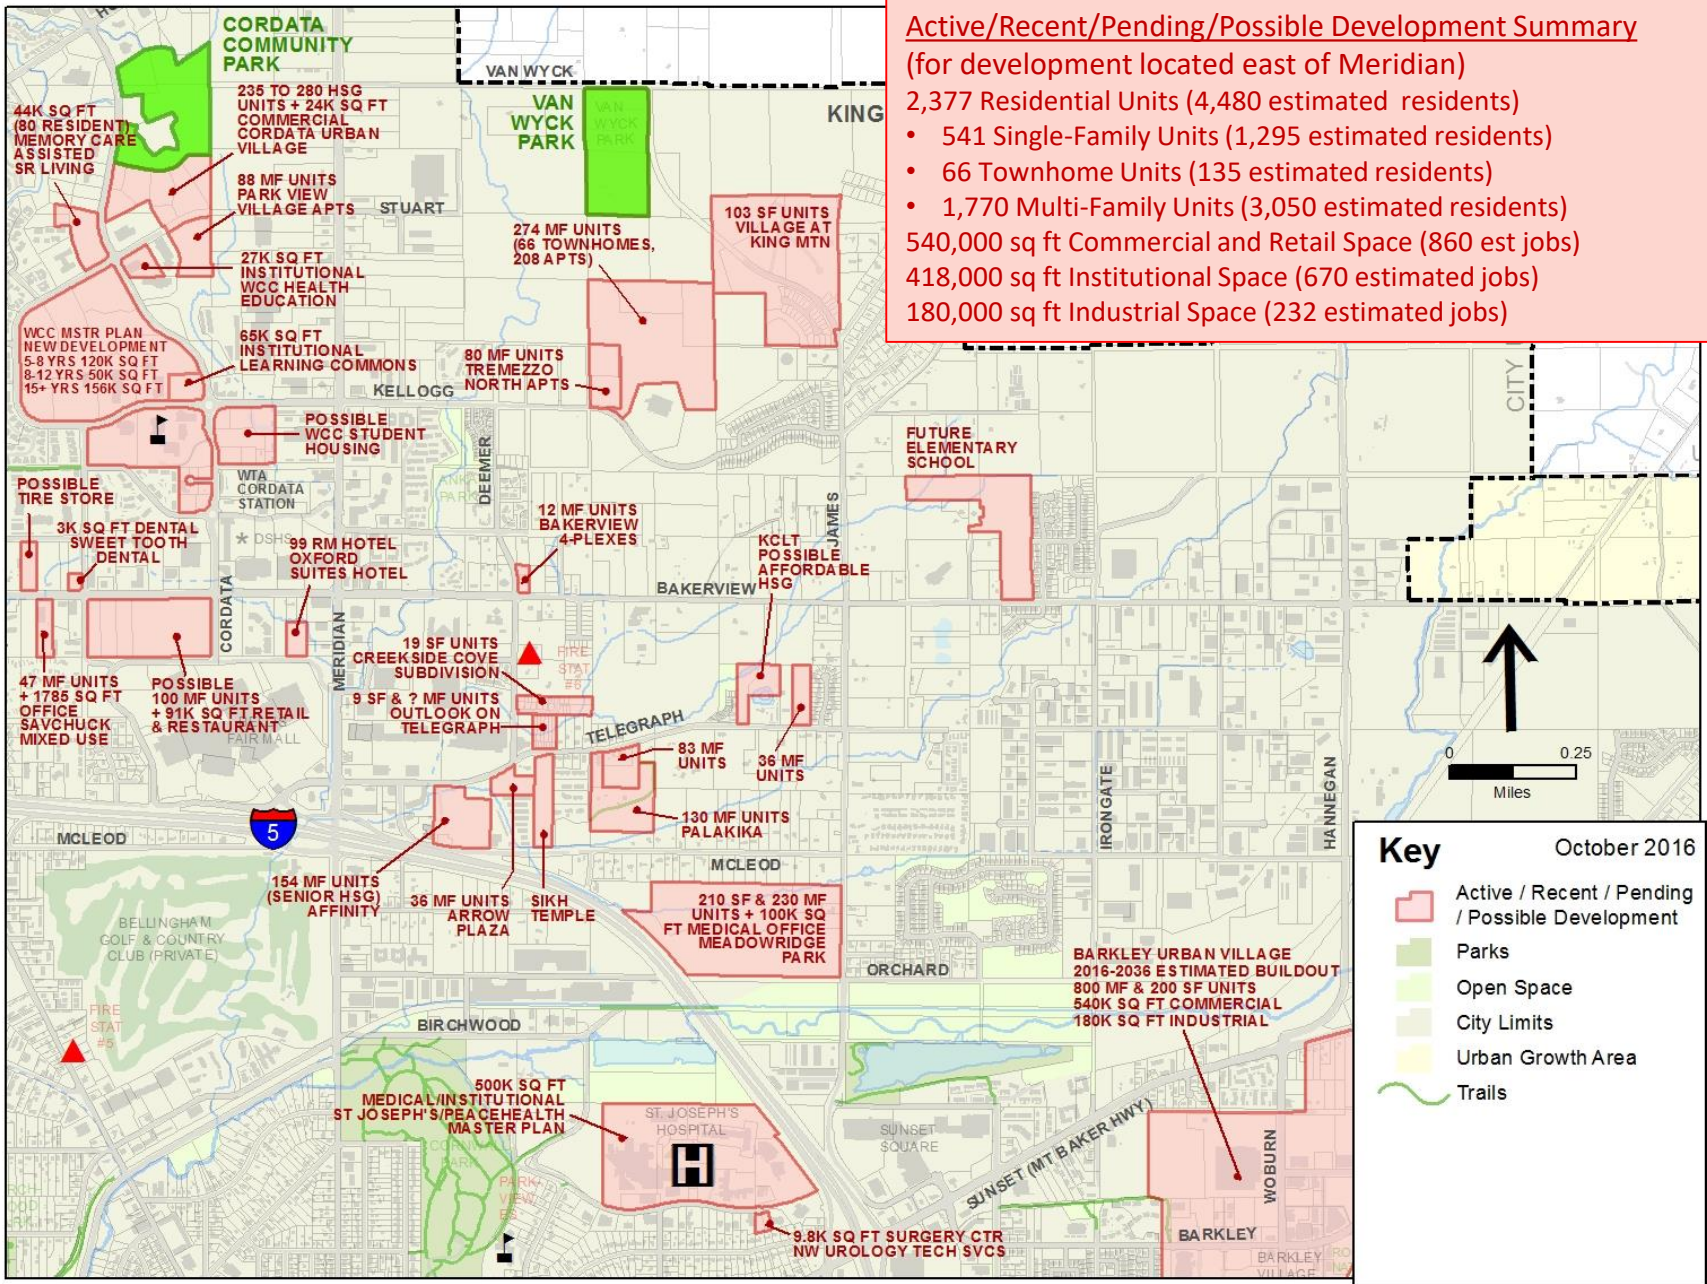 Active/Recent/Pending/Possible Development Summary
(for development located east of Meridian)
2,377 Residential Units (4,480 estimated residents)
• 541 Single-Family Units (1,295 estimated residents)
• 66 Townhome Units (135 estimated residents)
• 1,770 Multi-Family Units (3,050 estimated residents)
540,000 sq ft Commercial and Retail Space (860 est jobs)
418,000 sq ft Institutional Space (670 estimated jobs)
180,000 sq ft Industrial Space (232 estimated jobs)
CORDATA
COMMUNITY
PARK
VAN WYCK
VAN
WYCK
PARK
VAN
WYCK
PARK
KING
44K SQ FT
(80 RESIDENT)
MEMORY CARE
ASSISTED
SR LIVING
235 TO 280 HSG
UNITS + 24K SQ FT
COMMERCIAL
CORDATA URBAN
VILLAGE
88 MF UNITS
PARK VIEW
VILLAGE APTS
STUART
27K SQ FT
INSTITUTIONAL
WCC HEALTH
EDUCATION
274 MF UNITS
(66 TOWNHOMES,
208 APTS)
103 SF UNITS
VILLAGE AT
KING MTN
WCC MSTR PLAN
NEW DEVELOPMENT
5-8 YRS 120K SQ FT
8-12 YRS 50K SQ FT
15+ YRS 156K SQ FT
65K SQ FT
INSTITUTIONAL
LEARNING COMMONS
80 MF UNITS
TREMEZZO
NORTH APTS
KELLOGG
CITY
POSSIBLE
WCC STUDENT
HOUSING
FUTURE
ELEMENTARY
SCHOOL
DEEMER
JAMES
POSSIBLE
TIRE STORE
WTA
CORDATA
STATION
3K SQ FT DENTAL
SWEET TOOTH
DENTAL
DSHS
99 RM HOTEL
OXFORD
SUITES HOTEL
12 MF UNITS
BAKERVIEW
4-PLEXES
KCLT
POSSIBLE
AFFORDABLE
HSG
BAKERVIEW
CORDATA
MERIDIAN
47 MF UNITS
+ 1785 SQ FT
OFFICE
SAVCHUCK
MIXED USE
POSSIBLE
100 MF UNITS
+ 91K SQ FT RETAIL
& RESTAURANT
FAIR MALL
19 SF UNITS
CREEKSIDE COVE
SUBDIVISION
FIRE
STAT
#6
9 SF & ? MF UNITS
OUTLOOK ON
TELEGRAPH
TELEGRAPH
83 MF
UNITS
36 MF
UNITS
0 0.25
Miles
IRONGATE
HANNEGAN
5
MCLEOD
130 MF UNITS
PALAKIKA
MCLEOD
154 MF UNITS
(SENIOR HSG)
AFFINITY
36 MF UNITS
ARROW
PLAZA
SIKH
TEMPLE
210 SF & 230 MF
UNITS + 100K SQ
FT MEDICAL OFFICE
MEADOWRIDGE
PARK
BELLINGHAM
GOLF & COUNTRY
CLUB (PRIVATE)
ORCHARD
BARKLEY URBAN VILLAGE
2016-2036 ESTIMATED BUILDOUT
800 MF & 200 SF UNITS
540K SQ FT COMMERCIAL
180K SQ FT INDUSTRIAL
FIRE
STAT
#5
BIRCHWOOD
500K SQ FT
MEDICAL/INSTITUTIONAL
ST JOSEPH'S/PEACEHEALTH
MASTER PLAN
ST. JOSEPH'S
HOSPITAL
H
SUNSET
SQUARE
SUNSET (MT BAKER HWY)
WOBURN
BARKLEY
BARKLEY
VILLAGE
9.8K SQ FT SURGERY CTR
NW UROLOGY TECH SVCS
Key
October 2016
Active / Recent / Pending
/ Possible Development
Parks
Open Space
City Limits
Urban Growth Area
Trails